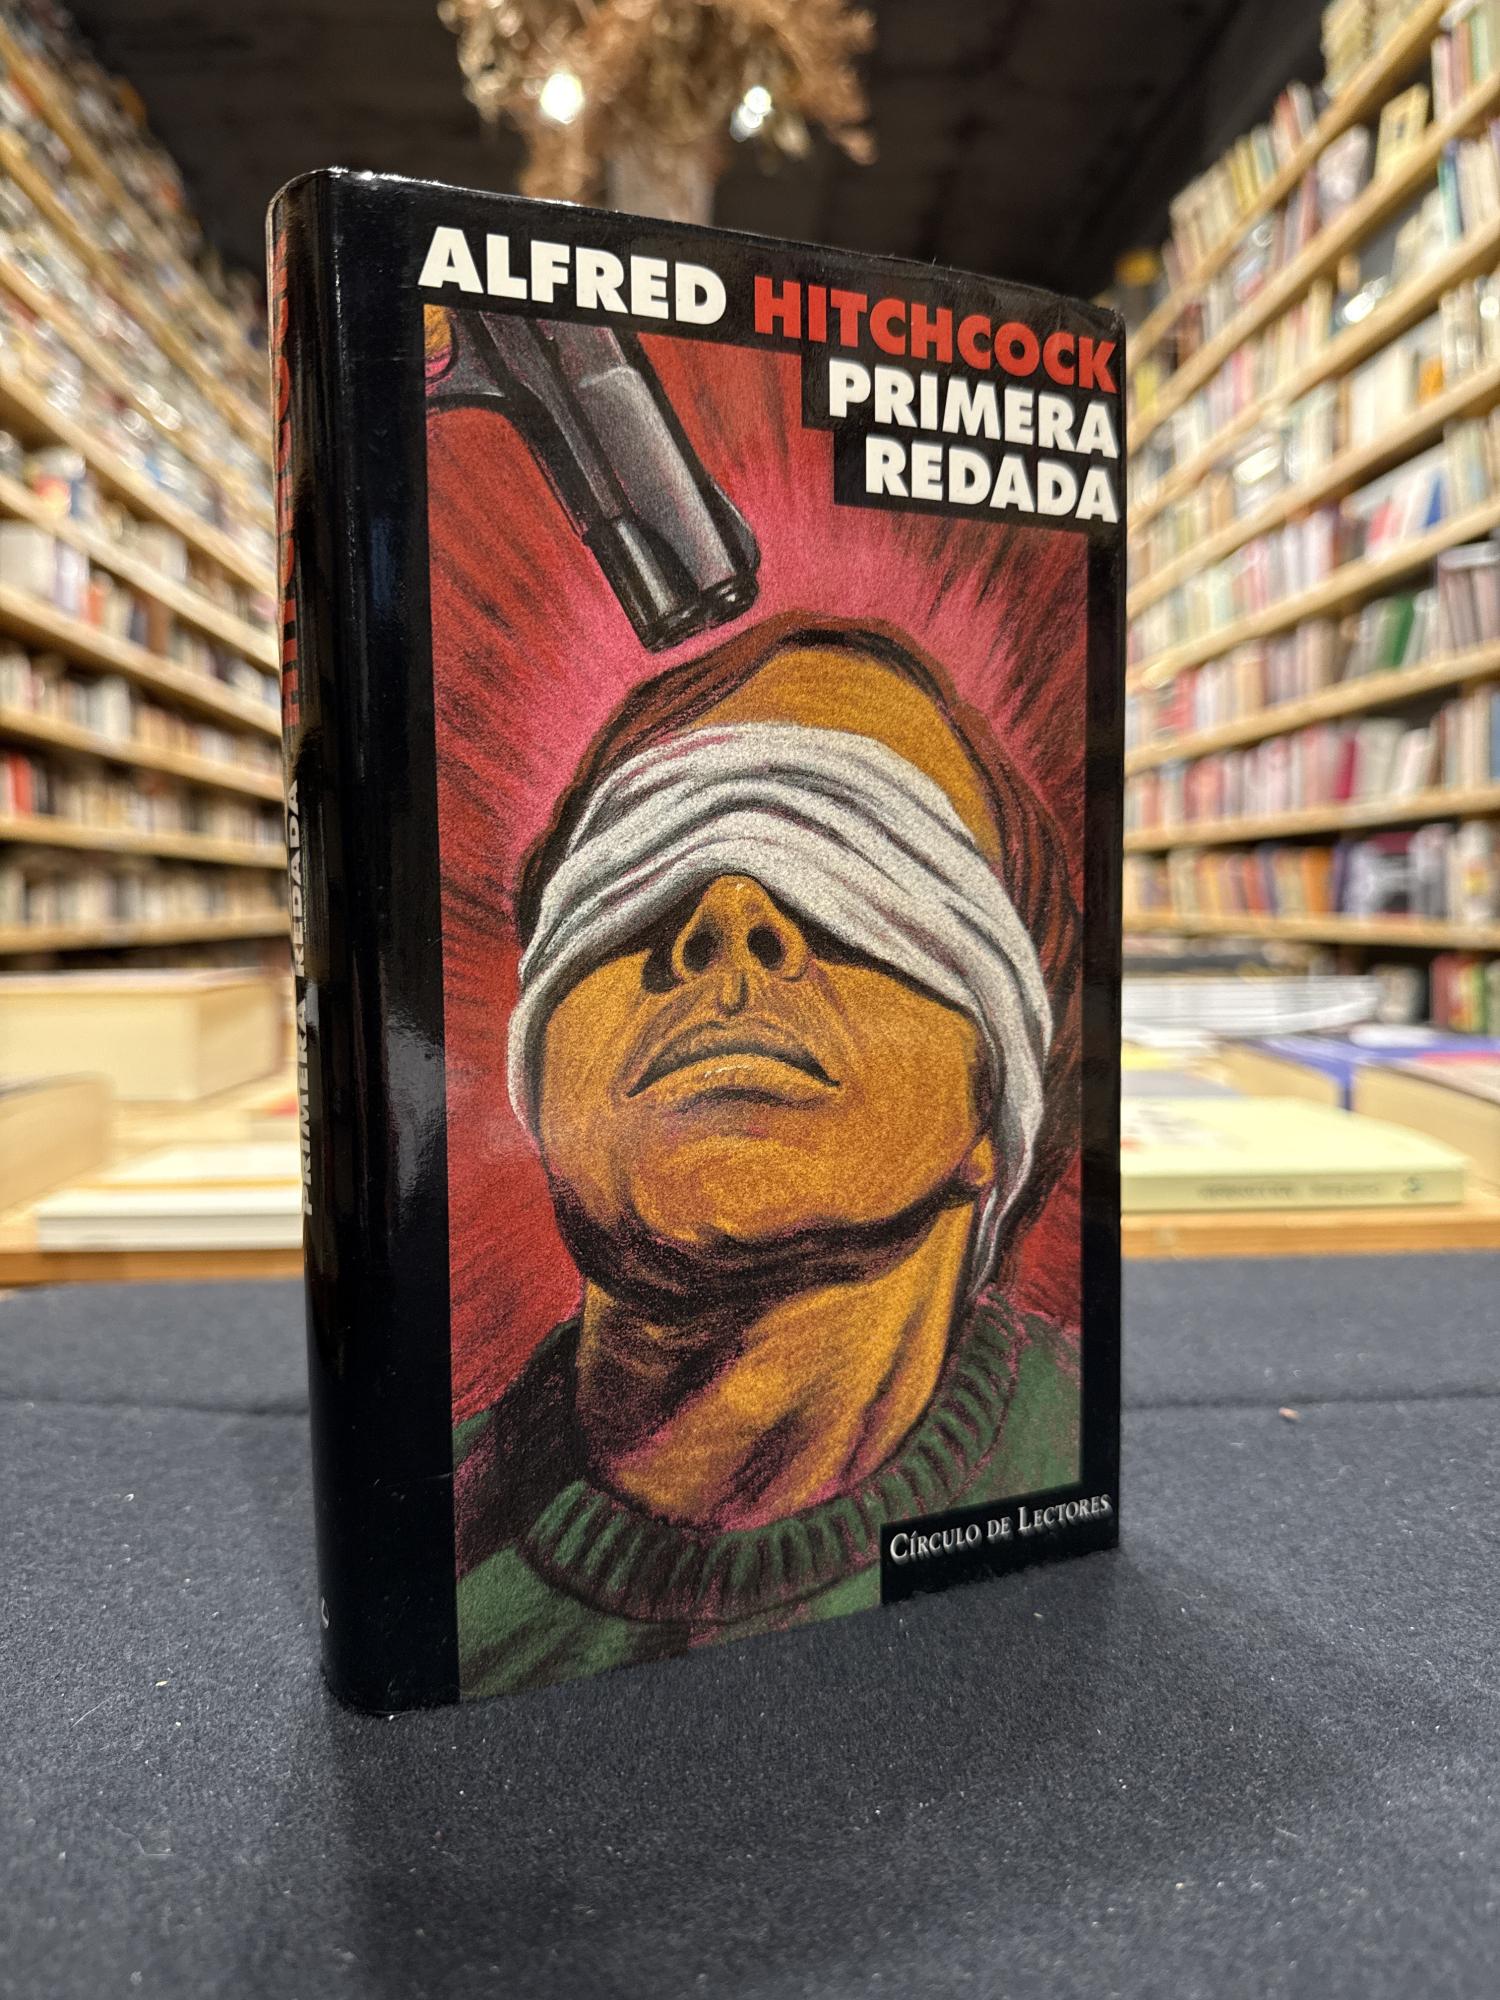 ALFRED HITCHCOCK
PRIMERA
REDADA
CÍRCULO DE LECTORES
HITCHCOCK PRIMERA REDADA